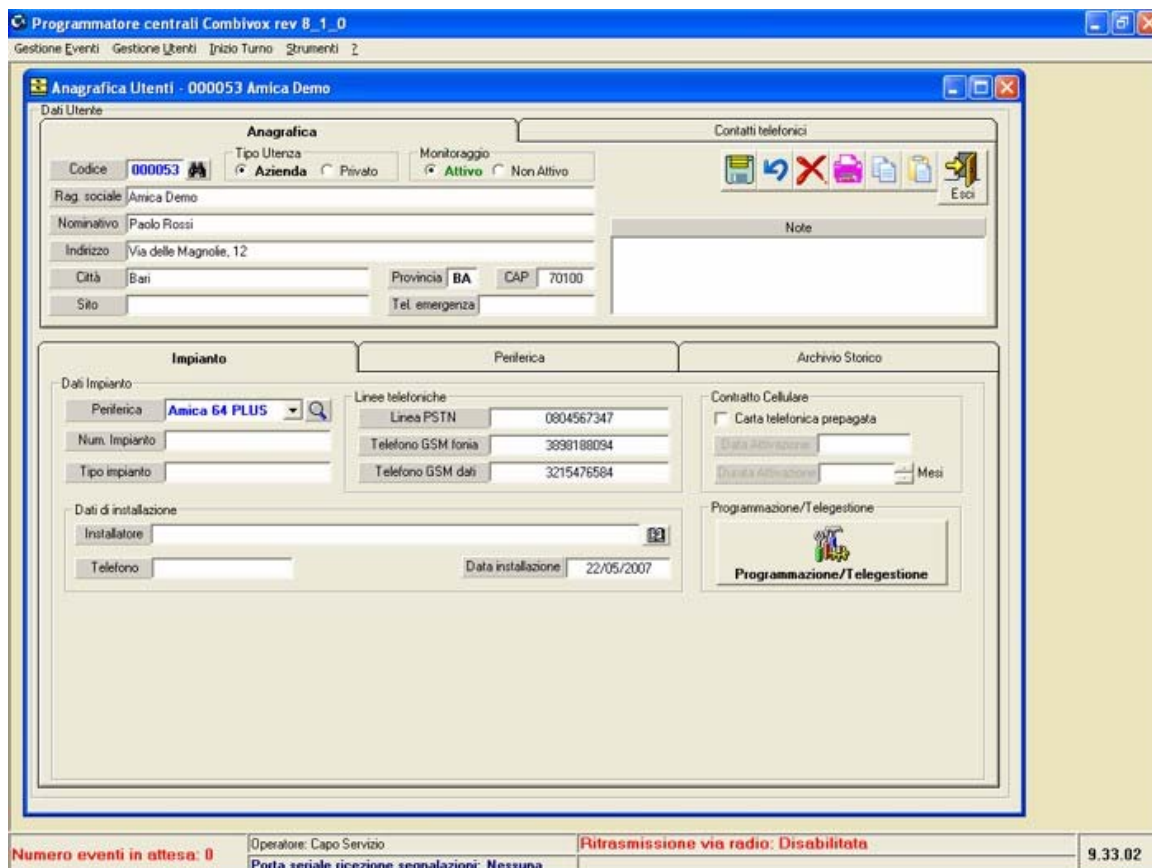 Programmatore centrali Combivox rev 8_1_0
Gestione Eventi Gestione Utenti Inizio Turno Strumenti ?
Anagrafica Utenti - 000053 Amica Demo
Dati Utente
Anagrafica Contatti telefonici
Tipo Utenza Monitoraggio
Codice 000053 Azienda Privato Attivo Non Attivo
Esci
Rag. sociale Amica Demo
Nominativo Paolo Rossi
Note
Indirizzo Via delle Magnolie, 12
Città Bari Provincia BA CAP 70100
Sito Tel. emergenza
Impianto Periferica Archivio Storico
Dati Impianto Linee telefoniche Contratto Cellulare
Periferica Amica 64 PLUS Linea PSTN 0804567347 Carta telefonica prepagata
Num. Impianto Telefono GSM fonia 3898188094 Data Attivazione
Tipo impianto Telefono GSM dati 3215476584 Durata Attivazione Mesi
Dati di installazione Programmazione/Telegestione
Installatore
Telefono Data installazione 22/05/2007 Programmazione/Telegestione
Numero eventi in attesa: 0 Operatore: Capo Servizio Ritrasmissione via radio: Disabilitata 9.33.02
Porta seriale ricezione segnalazioni: Nessuna